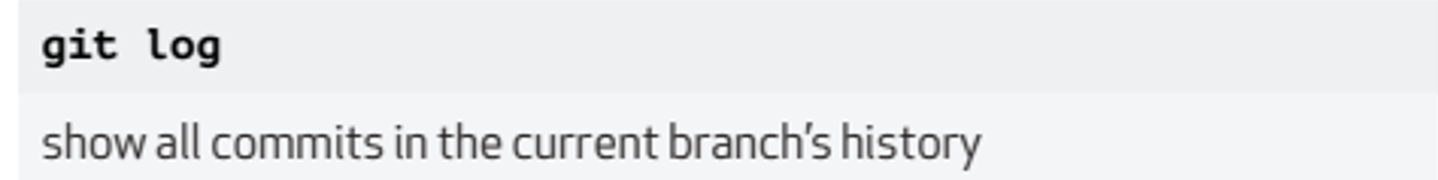 git log
show all commits in the current branch’s history